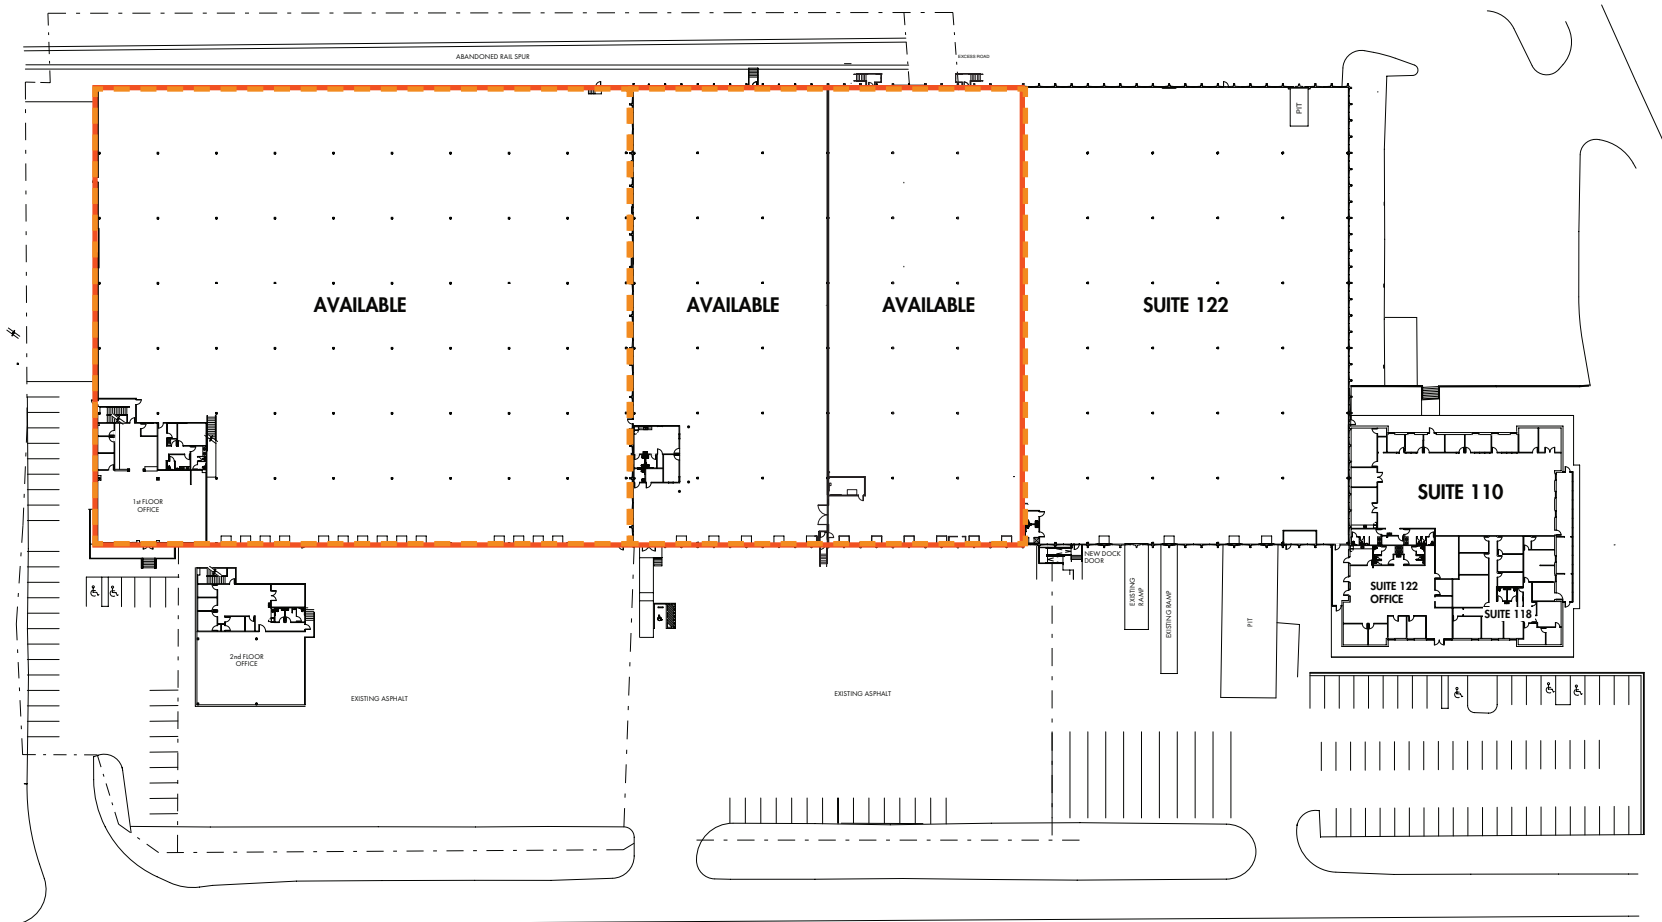 ABANDONED RAIL SPUR
EXCESS ROAD
PIT
AVAILABLE
AVAILABLE
AVAILABLE
SUITE 122
1st FLOOR
OFFICE
SUITE 110
NEW DOCK
DOOR
EXISTING
RAMP
EXISTING RAMP
PIT
SUITE 122
OFFICE
SUITE 118
2nd FLOOR
OFFICE
EXISTING ASPHALT
EXISTING ASPHALT